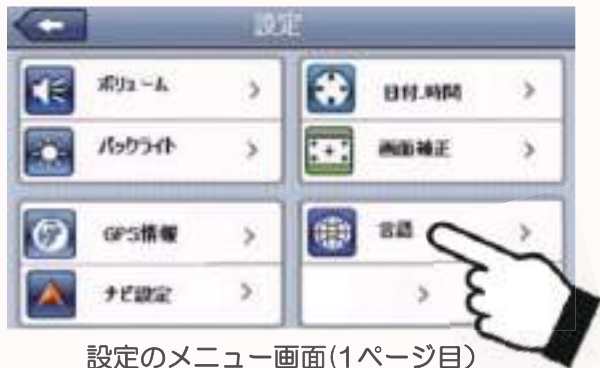 設定
ボリューム
バックライト
日付.時間
画面補正
GPS情報
ナビ設定
言語
設定のメニュー画面(1ページ目)